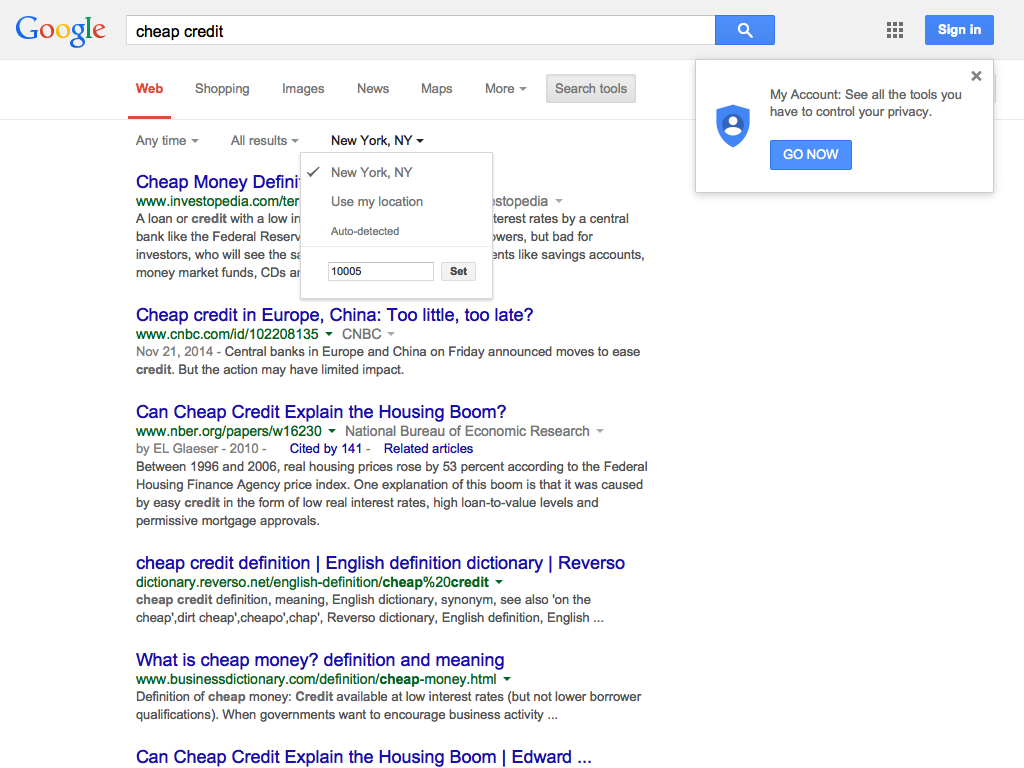 Google
cheap credit
Sign in
Web Shopping Images News Maps More Search tools
My Account: See all the tools you
have to control your privacy.
GO NOW
Any time All results New York, NY
New York, NY
Use my location
Auto-detected
10005 Set
Cheap Money Defini
www.investopedia.com/ter stopedia
A loan or credit with a low in terest rates by a central
bank like the Federal Reserv owers, but bad for
investors, who will see the sa ents like savings accounts,
money market funds, CDs an
Cheap credit in Europe, China: Too little, too late?
www.cnbc.com/id/102208135 CNBC
Nov 21, 2014 - Central banks in Europe and China on Friday announced moves to ease
credit. But the action may have limited impact.
Can Cheap Credit Explain the Housing Boom?
www.nber.org/papers/w16230 National Bureau of Economic Research
by EL Glaeser - 2010 - Cited by 141 - Related articles
Between 1996 and 2006, real housing prices rose by 53 percent according to the Federal
Housing Finance Agency price index. One explanation of this boom is that it was caused
by easy credit in the form of low real interest rates, high loan-to-value levels and
permissive mortgage approvals.
cheap credit definition | English definition dictionary | Reverso
dictionary.reverso.net/english-definition/cheap%20credit
cheap credit definition, meaning, English dictionary, synonym, see also 'on the
cheap',dirt cheap',cheapo',chap', Reverso dictionary, English definition, English ...
What is cheap money? definition and meaning
www.businessdictionary.com/definition/cheap-money.html
Definition of cheap money: Credit available at low interest rates (but not lower borrower
qualifications). When governments want to encourage business activity ...
Can Cheap Credit Explain the Housing Boom | Edward ...